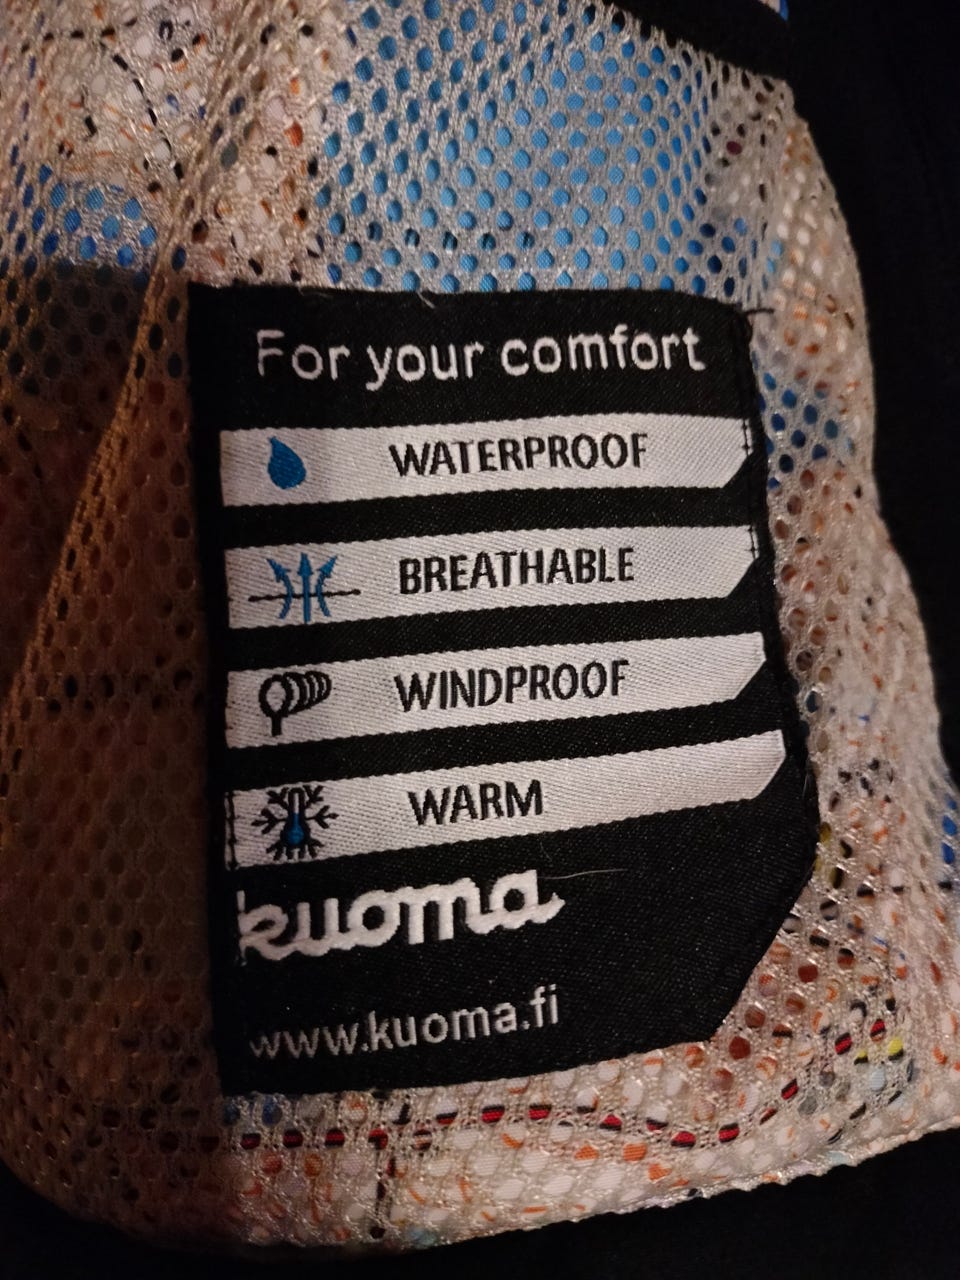 For your comfort
WATERPROOF
BREATHABLE
WINDPROOF
WARM
kuoma
www.kuoma.fi